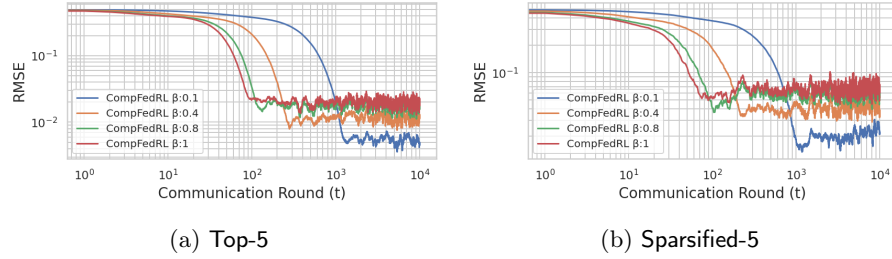 RMSE
10⁻¹
10⁻²
CompFedRL β:0.1
CompFedRL β:0.4
CompFedRL β:0.8
CompFedRL β:1
10⁰ 10¹ 10² 10³ 10⁴
Communication Round (t)
(a) Top-5
RMSE
10⁻¹
CompFedRL β:0.1
CompFedRL β:0.4
CompFedRL β:0.8
CompFedRL β:1
10⁰ 10¹ 10² 10³ 10⁴
Communication Round (t)
(b) Sparsified-5